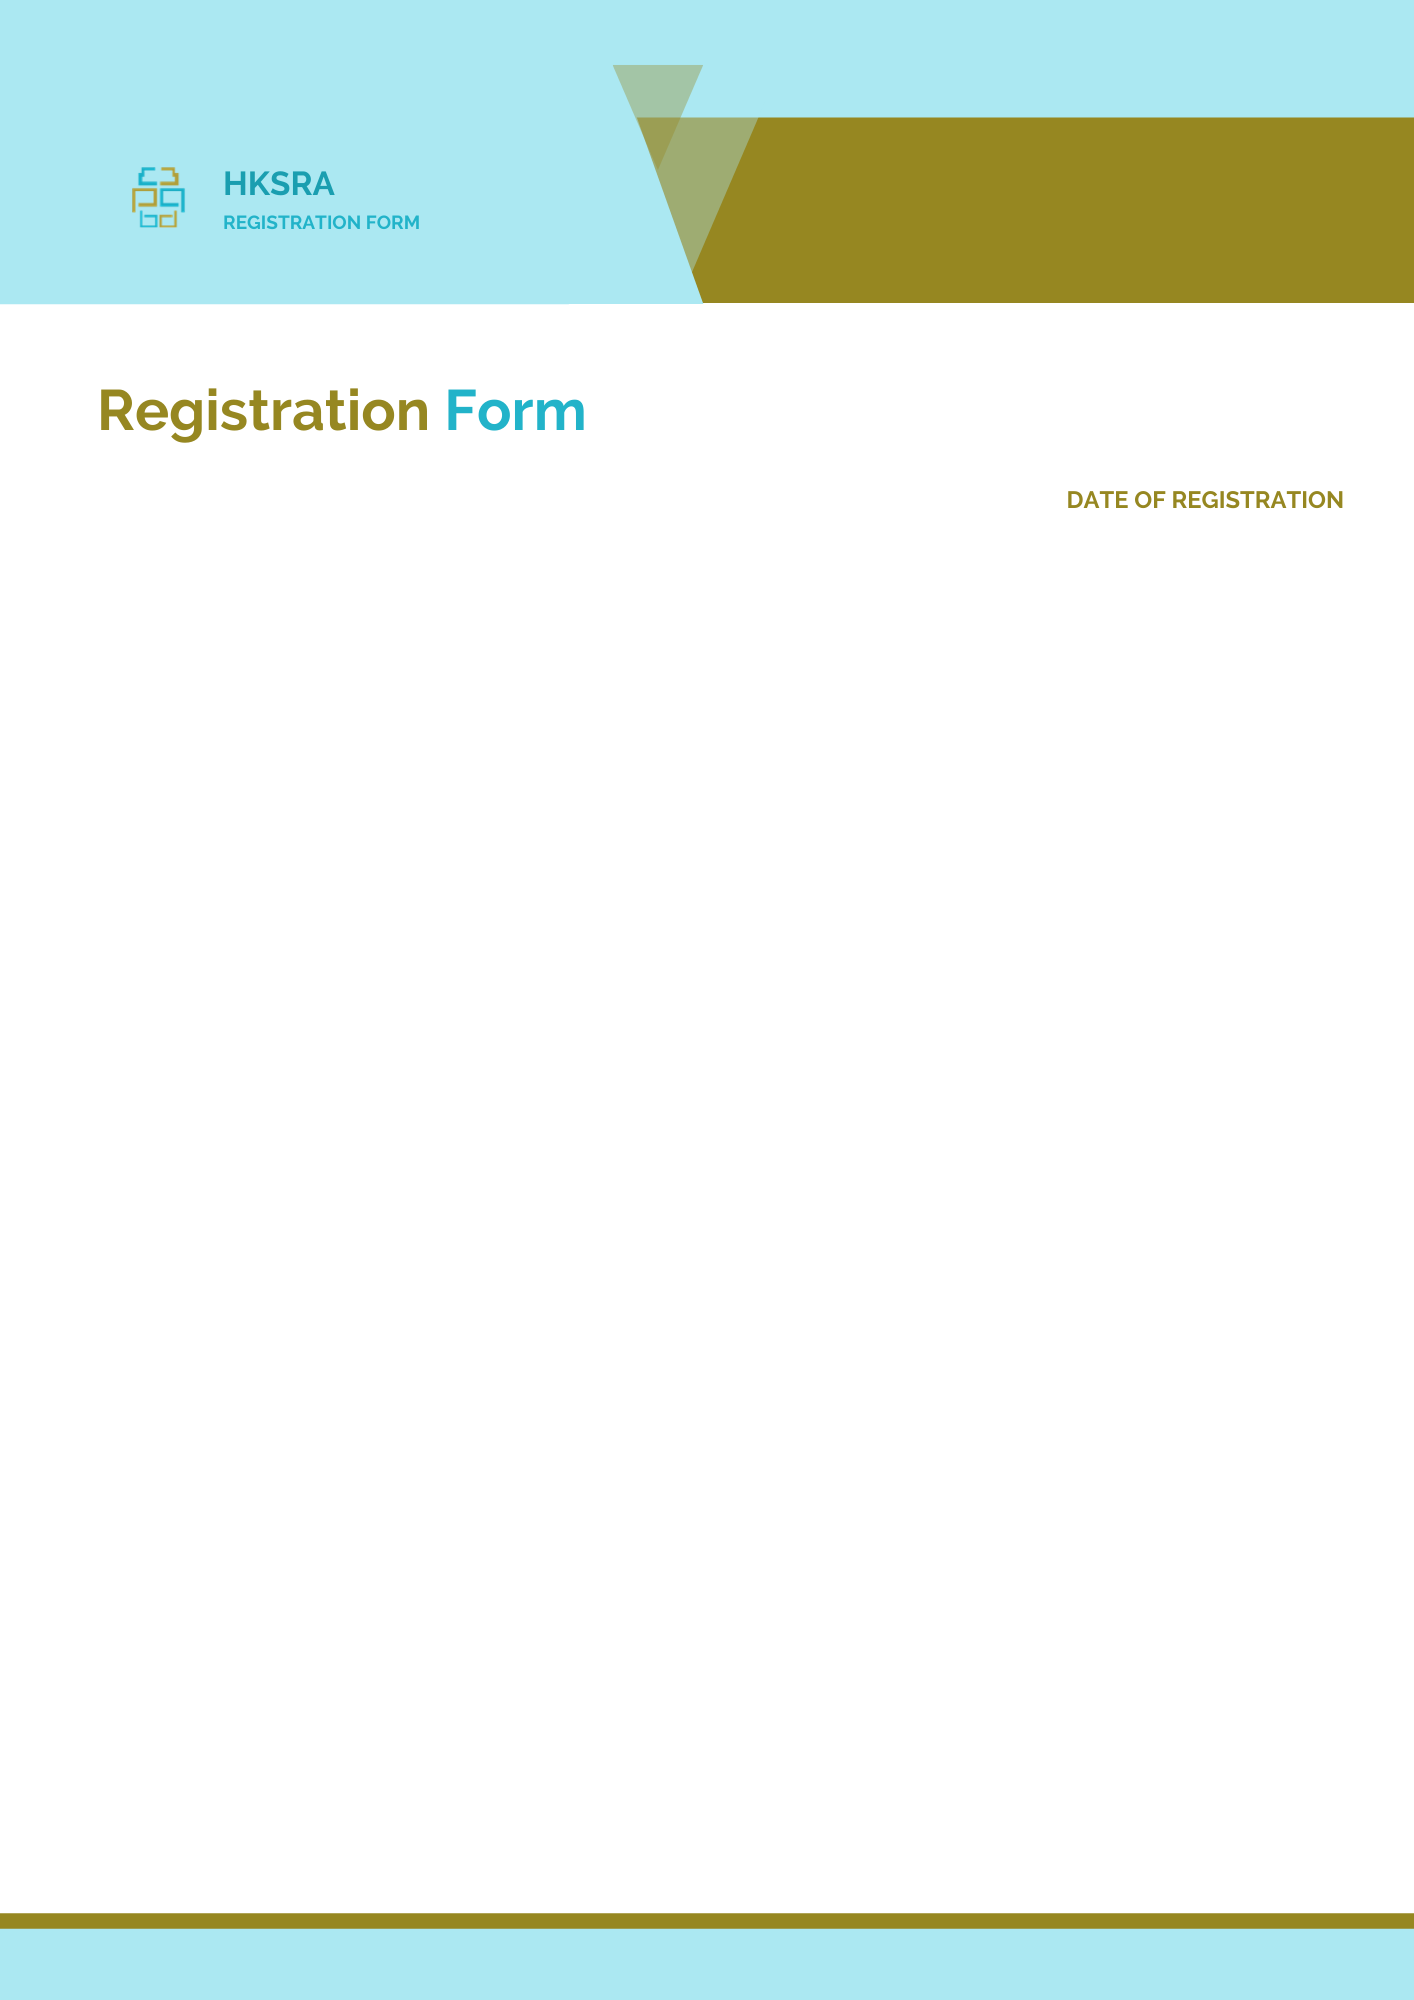 HKSRA
REGISTRATION FORM
Registration Form
DATE OF REGISTRATION